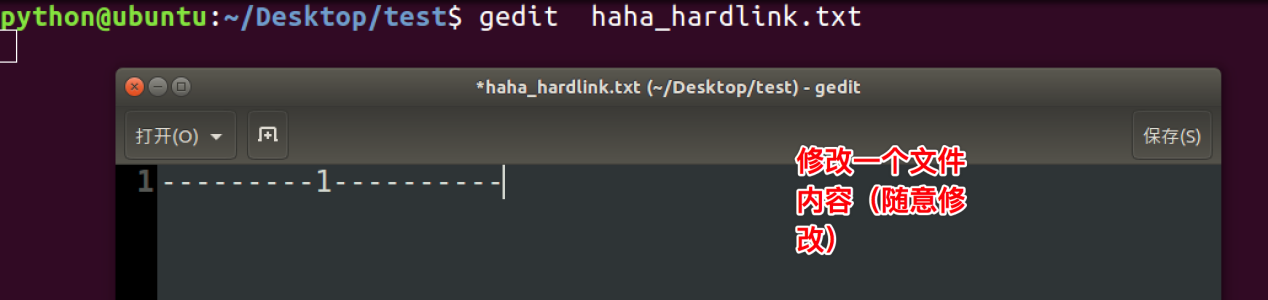 python@ubuntu:~/Desktop/test$ gedit  haha_hardlink.txt
*haha_hardlink.txt (~/Desktop/test) - gedit
打开(O)
保存(S)
1
---------1----------
修改一个文件
内容（随意修
改）